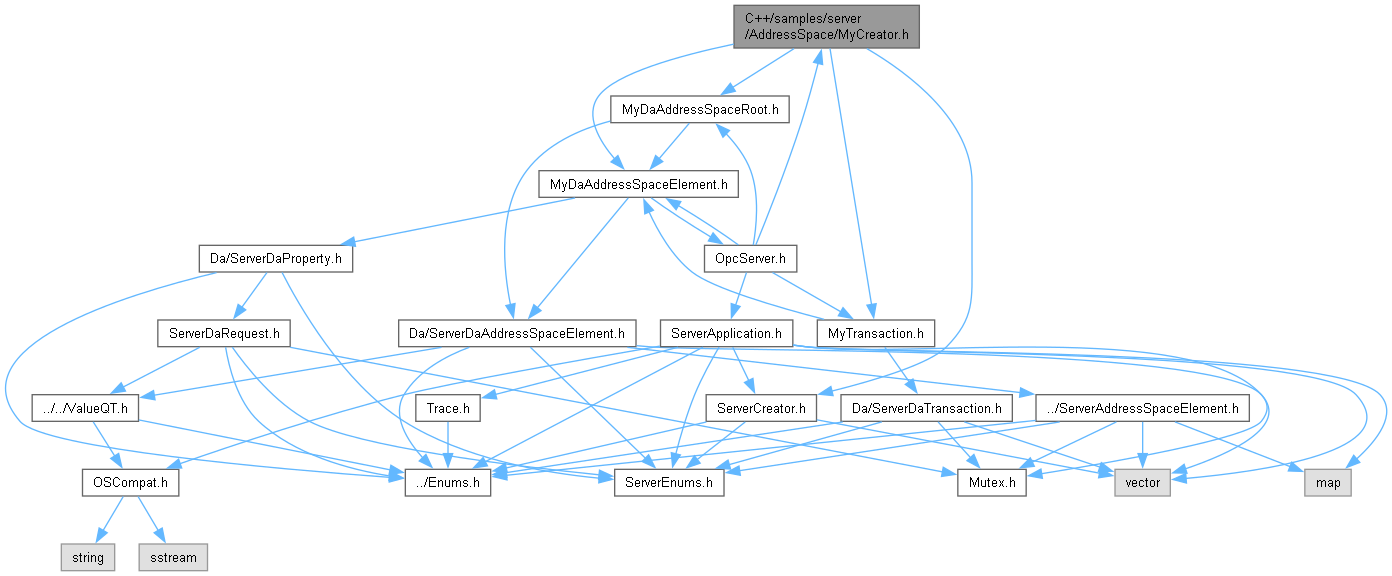 C++/samples/server
/AddressSpace/MyCreator.h
MyDaAddressSpaceRoot.h
MyDaAddressSpaceElement.h
Da/ServerDaProperty.h
OpcServer.h
ServerDaRequest.h
Da/ServerDaAddressSpaceElement.h
ServerApplication.h
MyTransaction.h
../../ValueQT.h
Trace.h
ServerCreator.h
Da/ServerDaTransaction.h
../ServerAddressSpaceElement.h
OSCompat.h
../Enums.h
ServerEnums.h
Mutex.h
vector
map
string
sstream